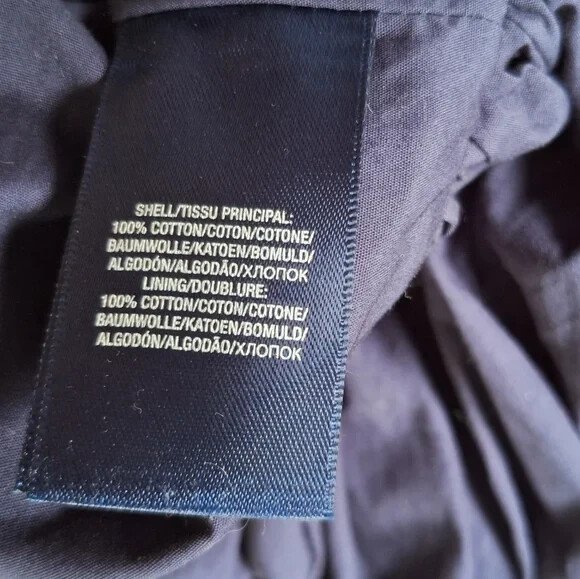 SHELL/TISSU PRINCIPAL:
100% COTTON/COTON/COTONE/
BAUMWOLLE/KATOEN/BOMULD/
ALGODÓN/ALGODÃO/ХЛОПОК
LINING/DOUBLURE:
100% COTTON/COTON/COTONE/
BAUMWOLLE/KATOEN/BOMULD/
ALGODÓN/ALGODÃO/ХЛОПОК